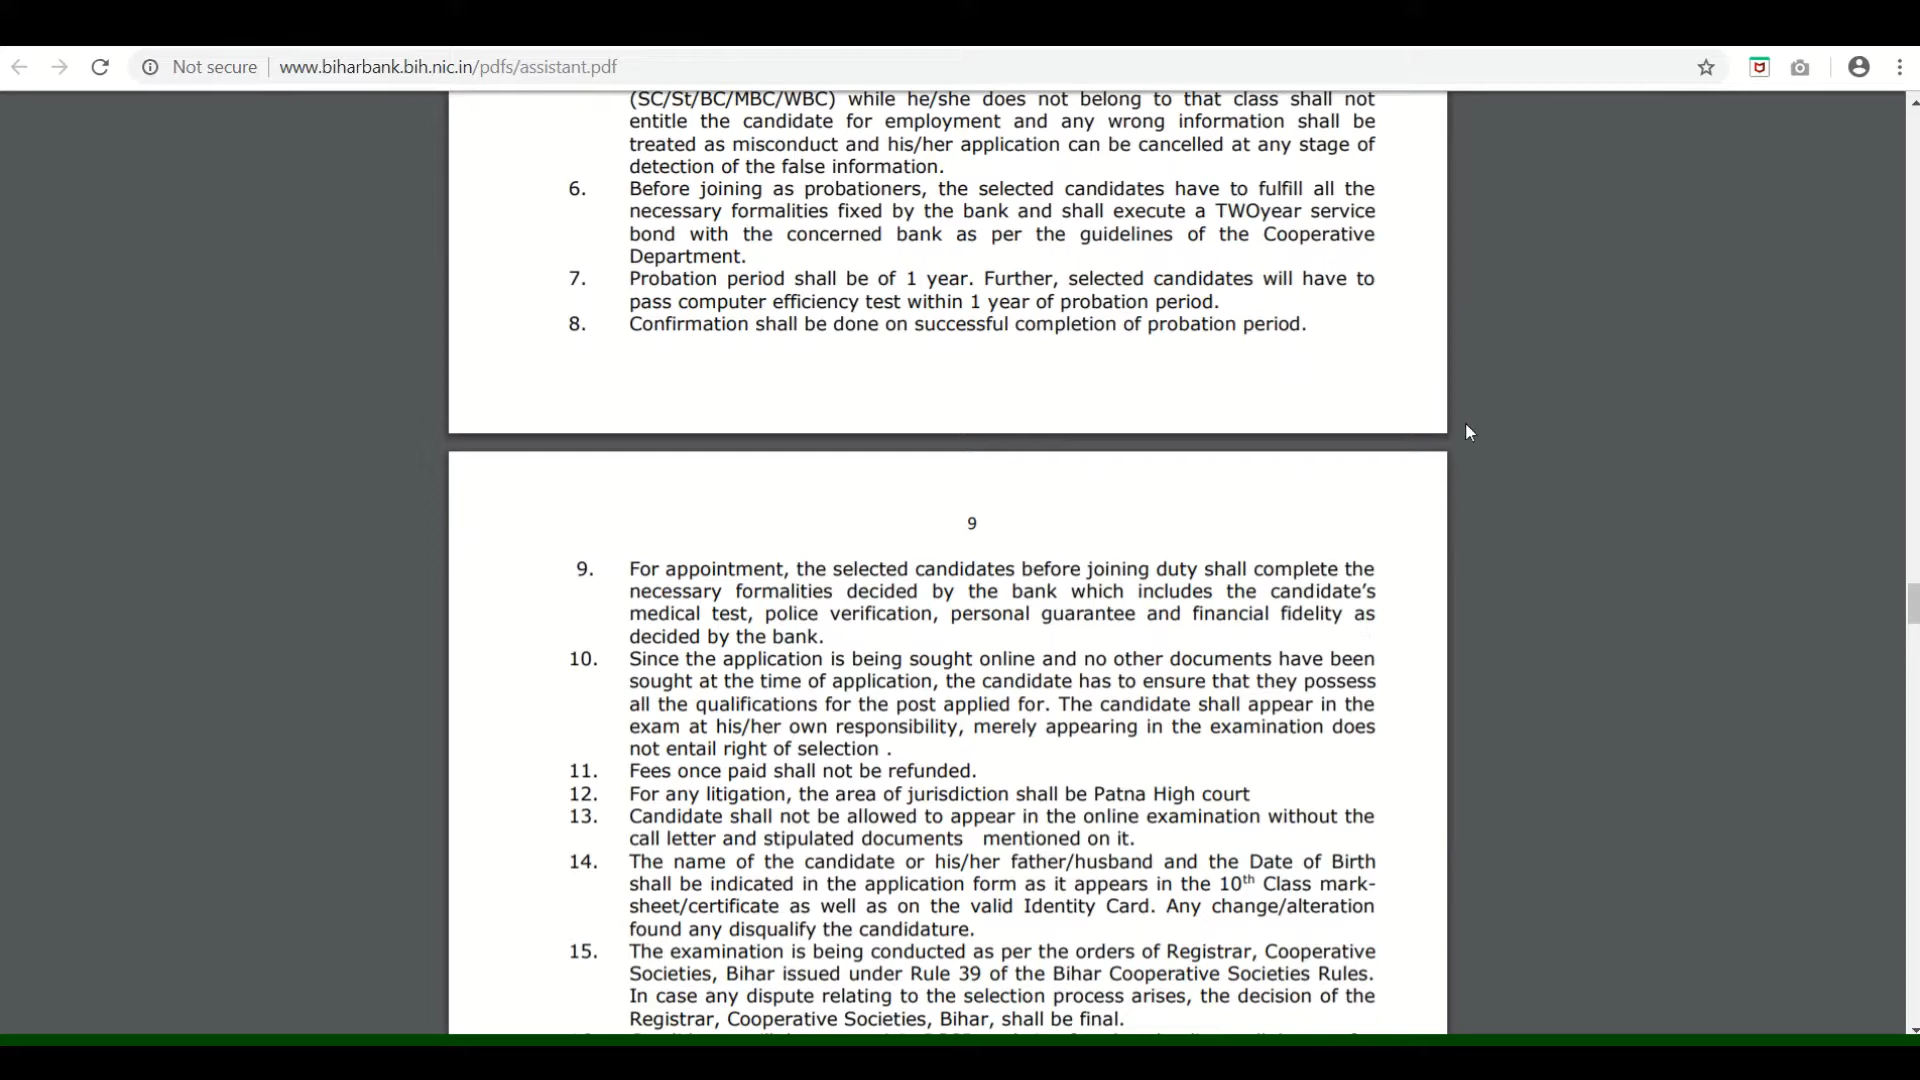 Not secure www.biharbank.bih.nic.in/pdfs/assistant.pdf
(SC/St/BC/MBC/WBC) while he/she does not belong to that class shall not
entitle the candidate for employment and any wrong information shall be
treated as misconduct and his/her application can be cancelled at any stage of
detection of the false information.
6. Before joining as probationers, the selected candidates have to fulfill all the
necessary formalities fixed by the bank and shall execute a TWOyear service
bond with the concerned bank as per the guidelines of the Cooperative
Department.
7. Probation period shall be of 1 year. Further, selected candidates will have to
pass computer efficiency test within 1 year of probation period.
8. Confirmation shall be done on successful completion of probation period.
9
9. For appointment, the selected candidates before joining duty shall complete the
necessary formalities decided by the bank which includes the candidate's
medical test, police verification, personal guarantee and financial fidelity as
decided by the bank.
10. Since the application is being sought online and no other documents have been
sought at the time of application, the candidate has to ensure that they possess
all the qualifications for the post applied for. The candidate shall appear in the
exam at his/her own responsibility, merely appearing in the examination does
not entail right of selection .
11. Fees once paid shall not be refunded.
12. For any litigation, the area of jurisdiction shall be Patna High court
13. Candidate shall not be allowed to appear in the online examination without the
call letter and stipulated documents mentioned on it.
14. The name of the candidate or his/her father/husband and the Date of Birth
shall be indicated in the application form as it appears in the 10th Class mark-
sheet/certificate as well as on the valid Identity Card. Any change/alteration
found any disqualify the candidature.
15. The examination is being conducted as per the orders of Registrar, Cooperative
Societies, Bihar issued under Rule 39 of the Bihar Cooperative Societies Rules.
In case any dispute relating to the selection process arises, the decision of the
Registrar, Cooperative Societies, Bihar, shall be final.